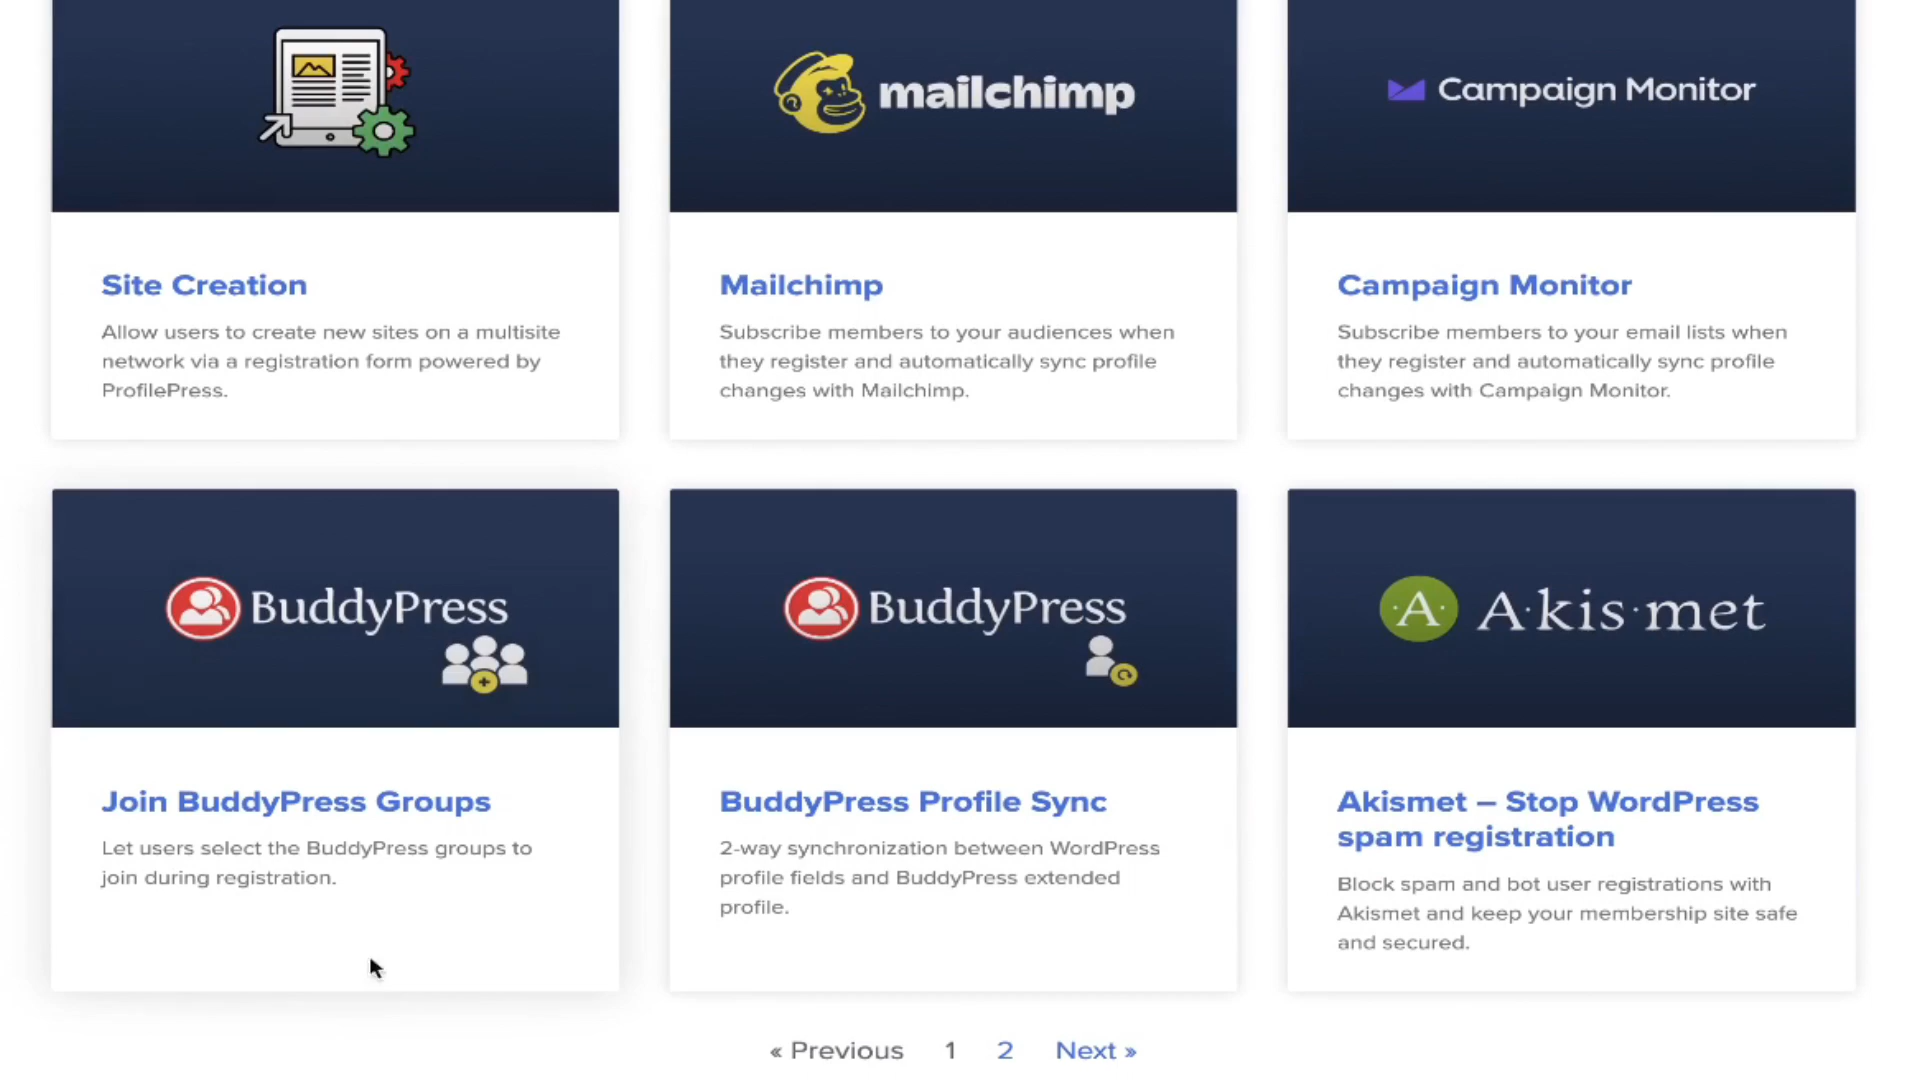 mailchimp
Campaign Monitor
Site Creation
Allow users to create new sites on a multisite
network via a registration form powered by
ProfilePress.
Mailchimp
Subscribe members to your audiences when
they register and automatically sync profile
changes with Mailchimp.
Campaign Monitor
Subscribe members to your email lists when
they register and automatically sync profile
changes with Campaign Monitor.
BuddyPress
BuddyPress
·A· A·kis·met
Join BuddyPress Groups
Let users select the BuddyPress groups to
join during registration.
BuddyPress Profile Sync
2-way synchronization between WordPress
profile fields and BuddyPress extended
profile.
Akismet – Stop WordPress
spam registration
Block spam and bot user registrations with
Akismet and keep your membership site safe
and secured.
« Previous 1 2 Next »